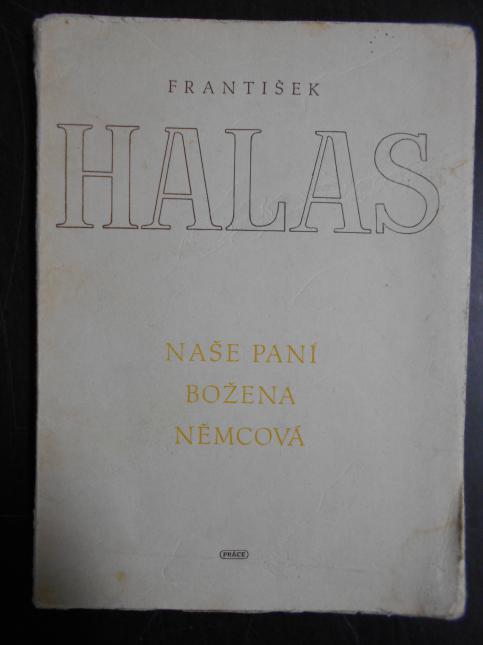 FRANTIŠEK
HALAS
NAŠE PANÍ
BOŽENA
NĚMCOVÁ
PRÁCE